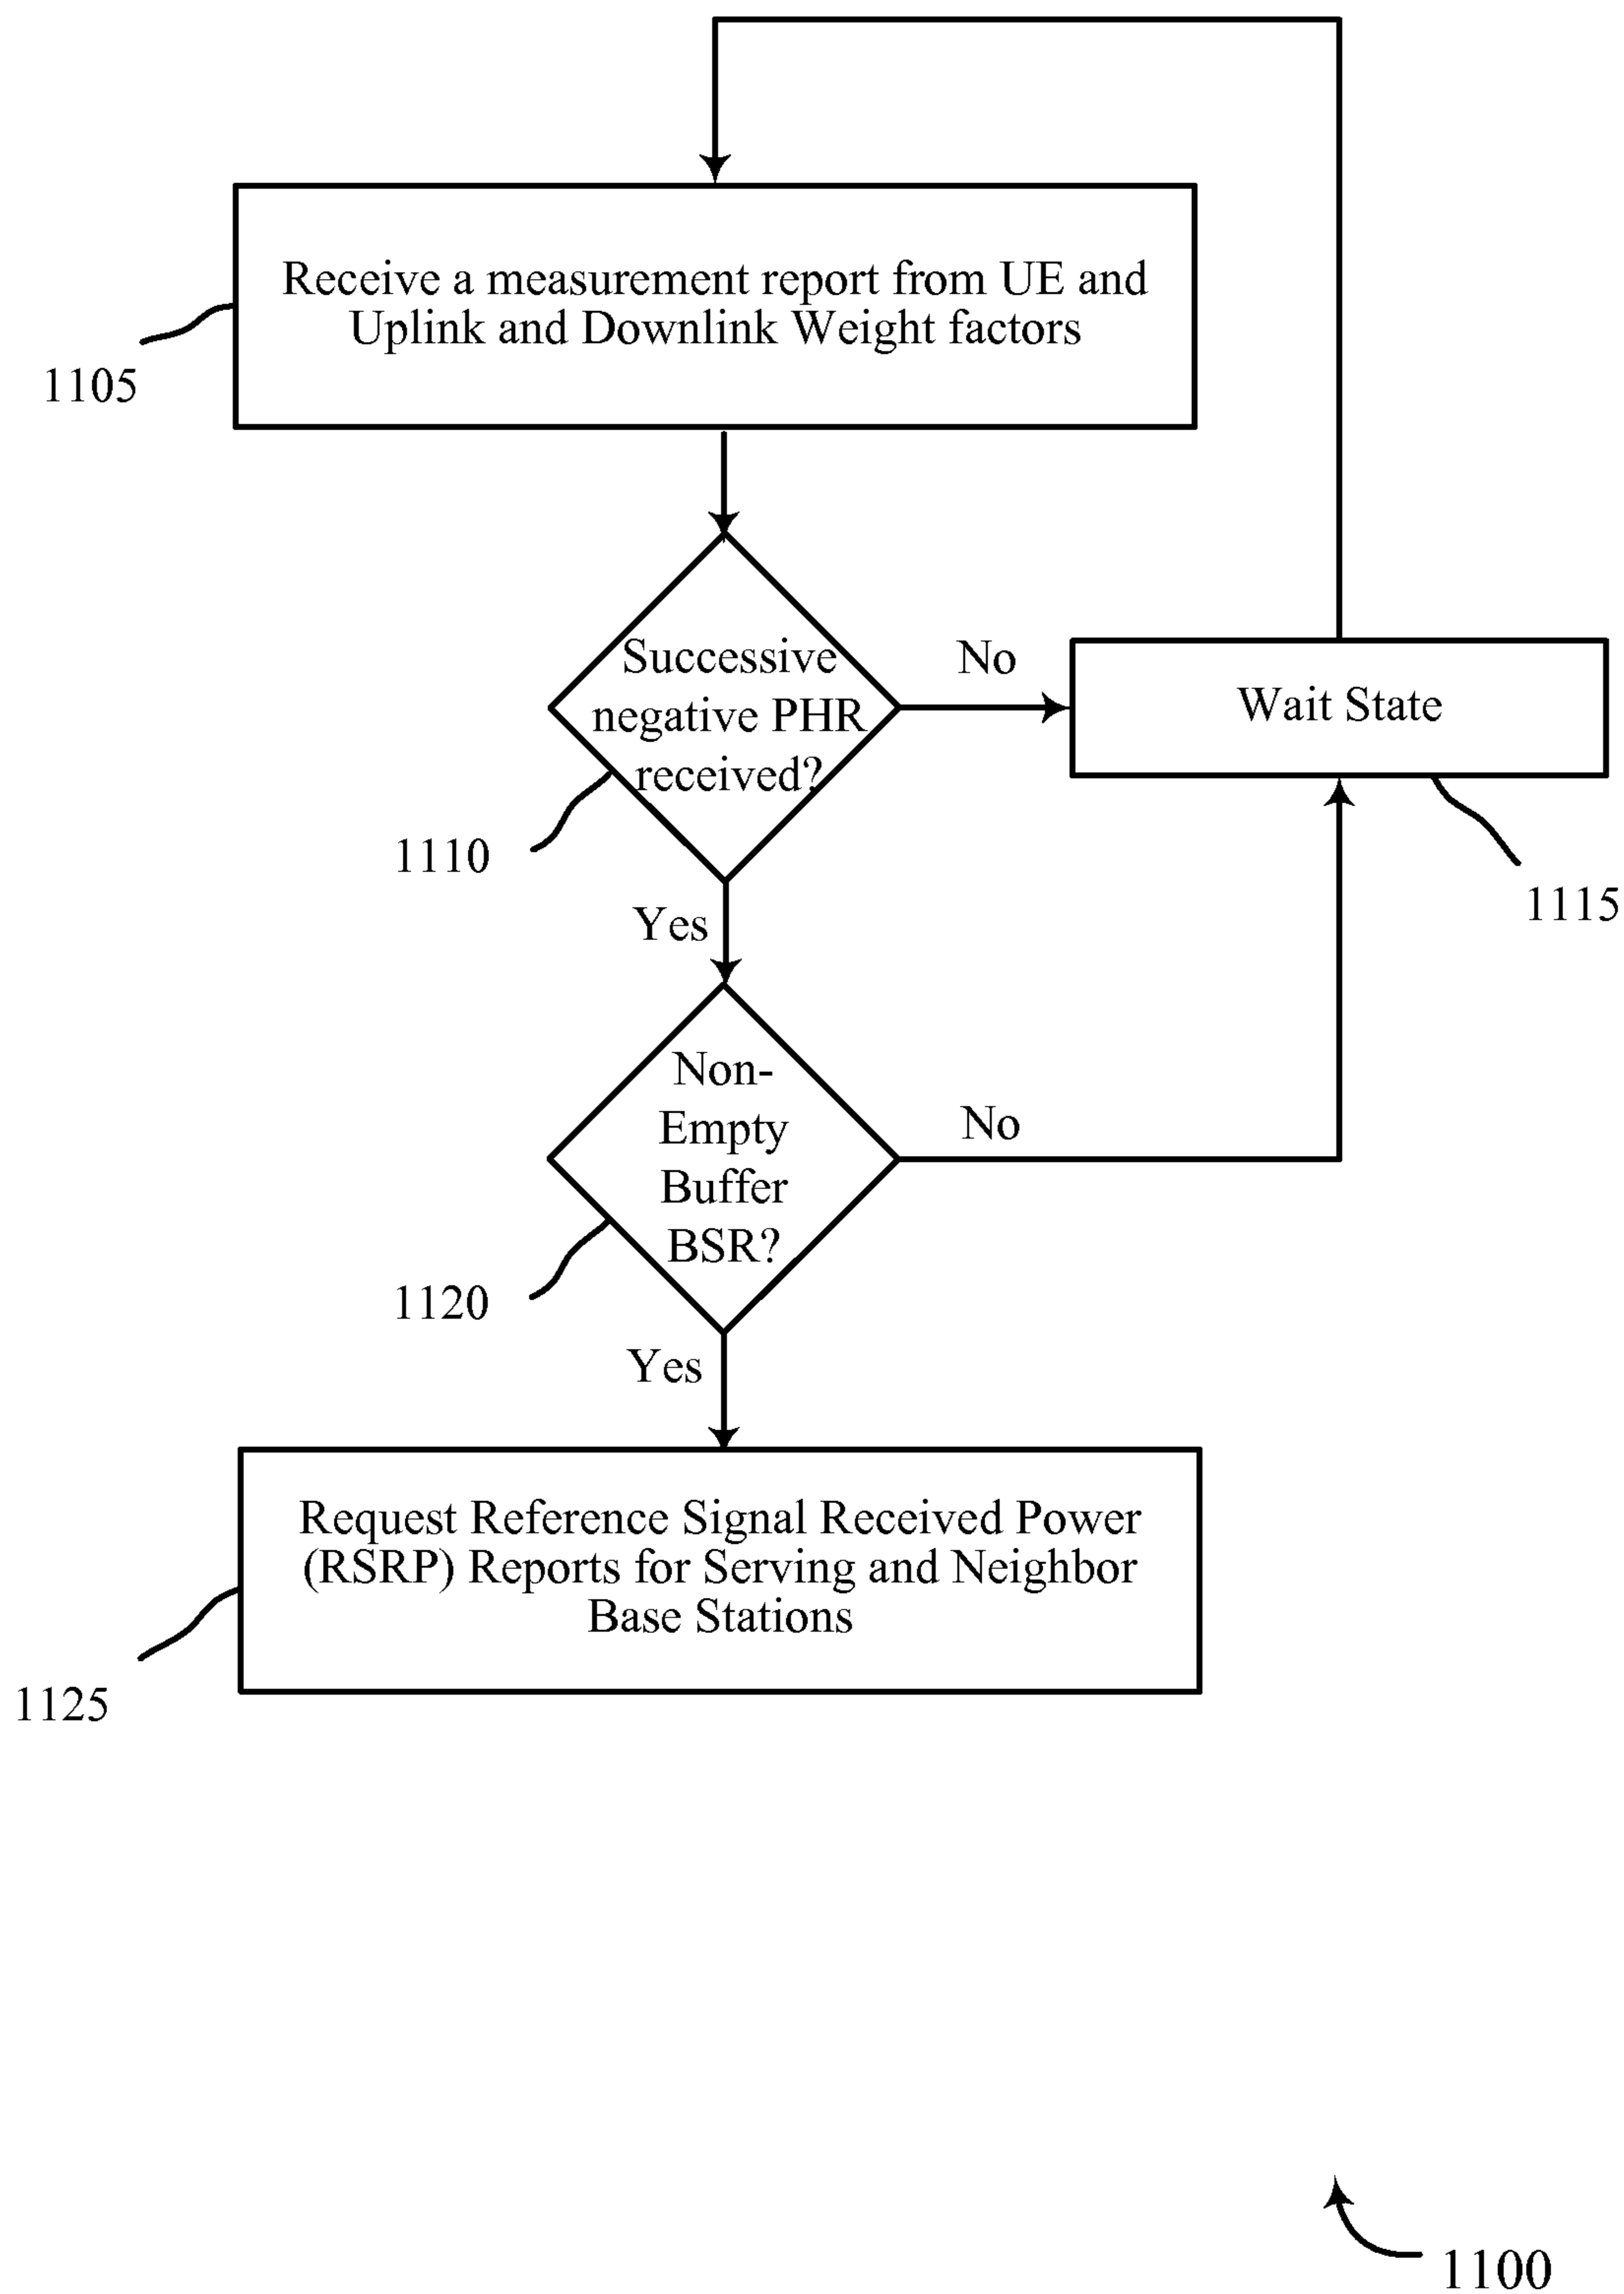 Receive a measurement report from UE and
Uplink and Downlink Weight factors
1105
Successive
negative PHR
received?
No
Wait State
1110
1115
Yes
Non-
Empty
Buffer
BSR?
No
1120
Yes
Request Reference Signal Received Power
(RSRP) Reports for Serving and Neighbor
Base Stations
1125
1100